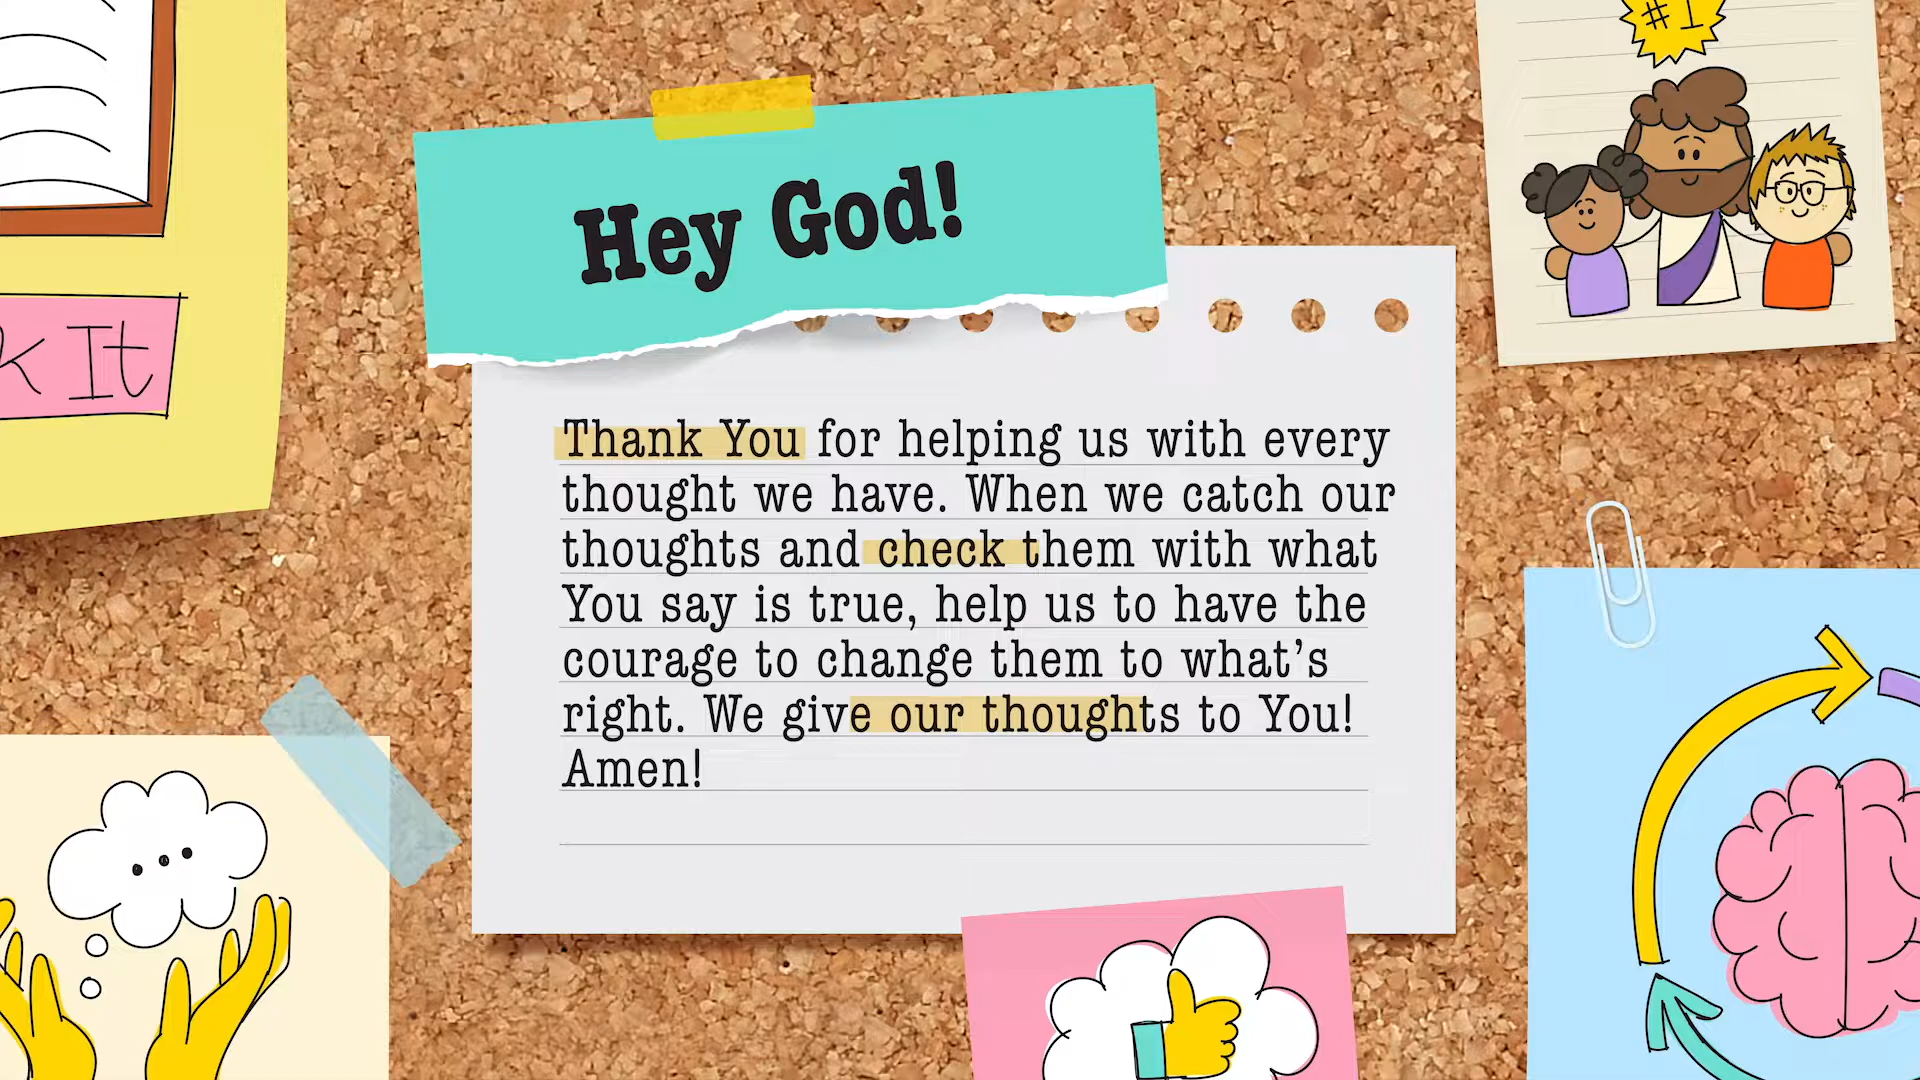 #1
Hey God!
k It
Thank You for helping us with every
thought we have. When we catch our
thoughts and check them with what
You say is true, help us to have the
courage to change them to what’s
right. We give our thoughts to You!
Amen!